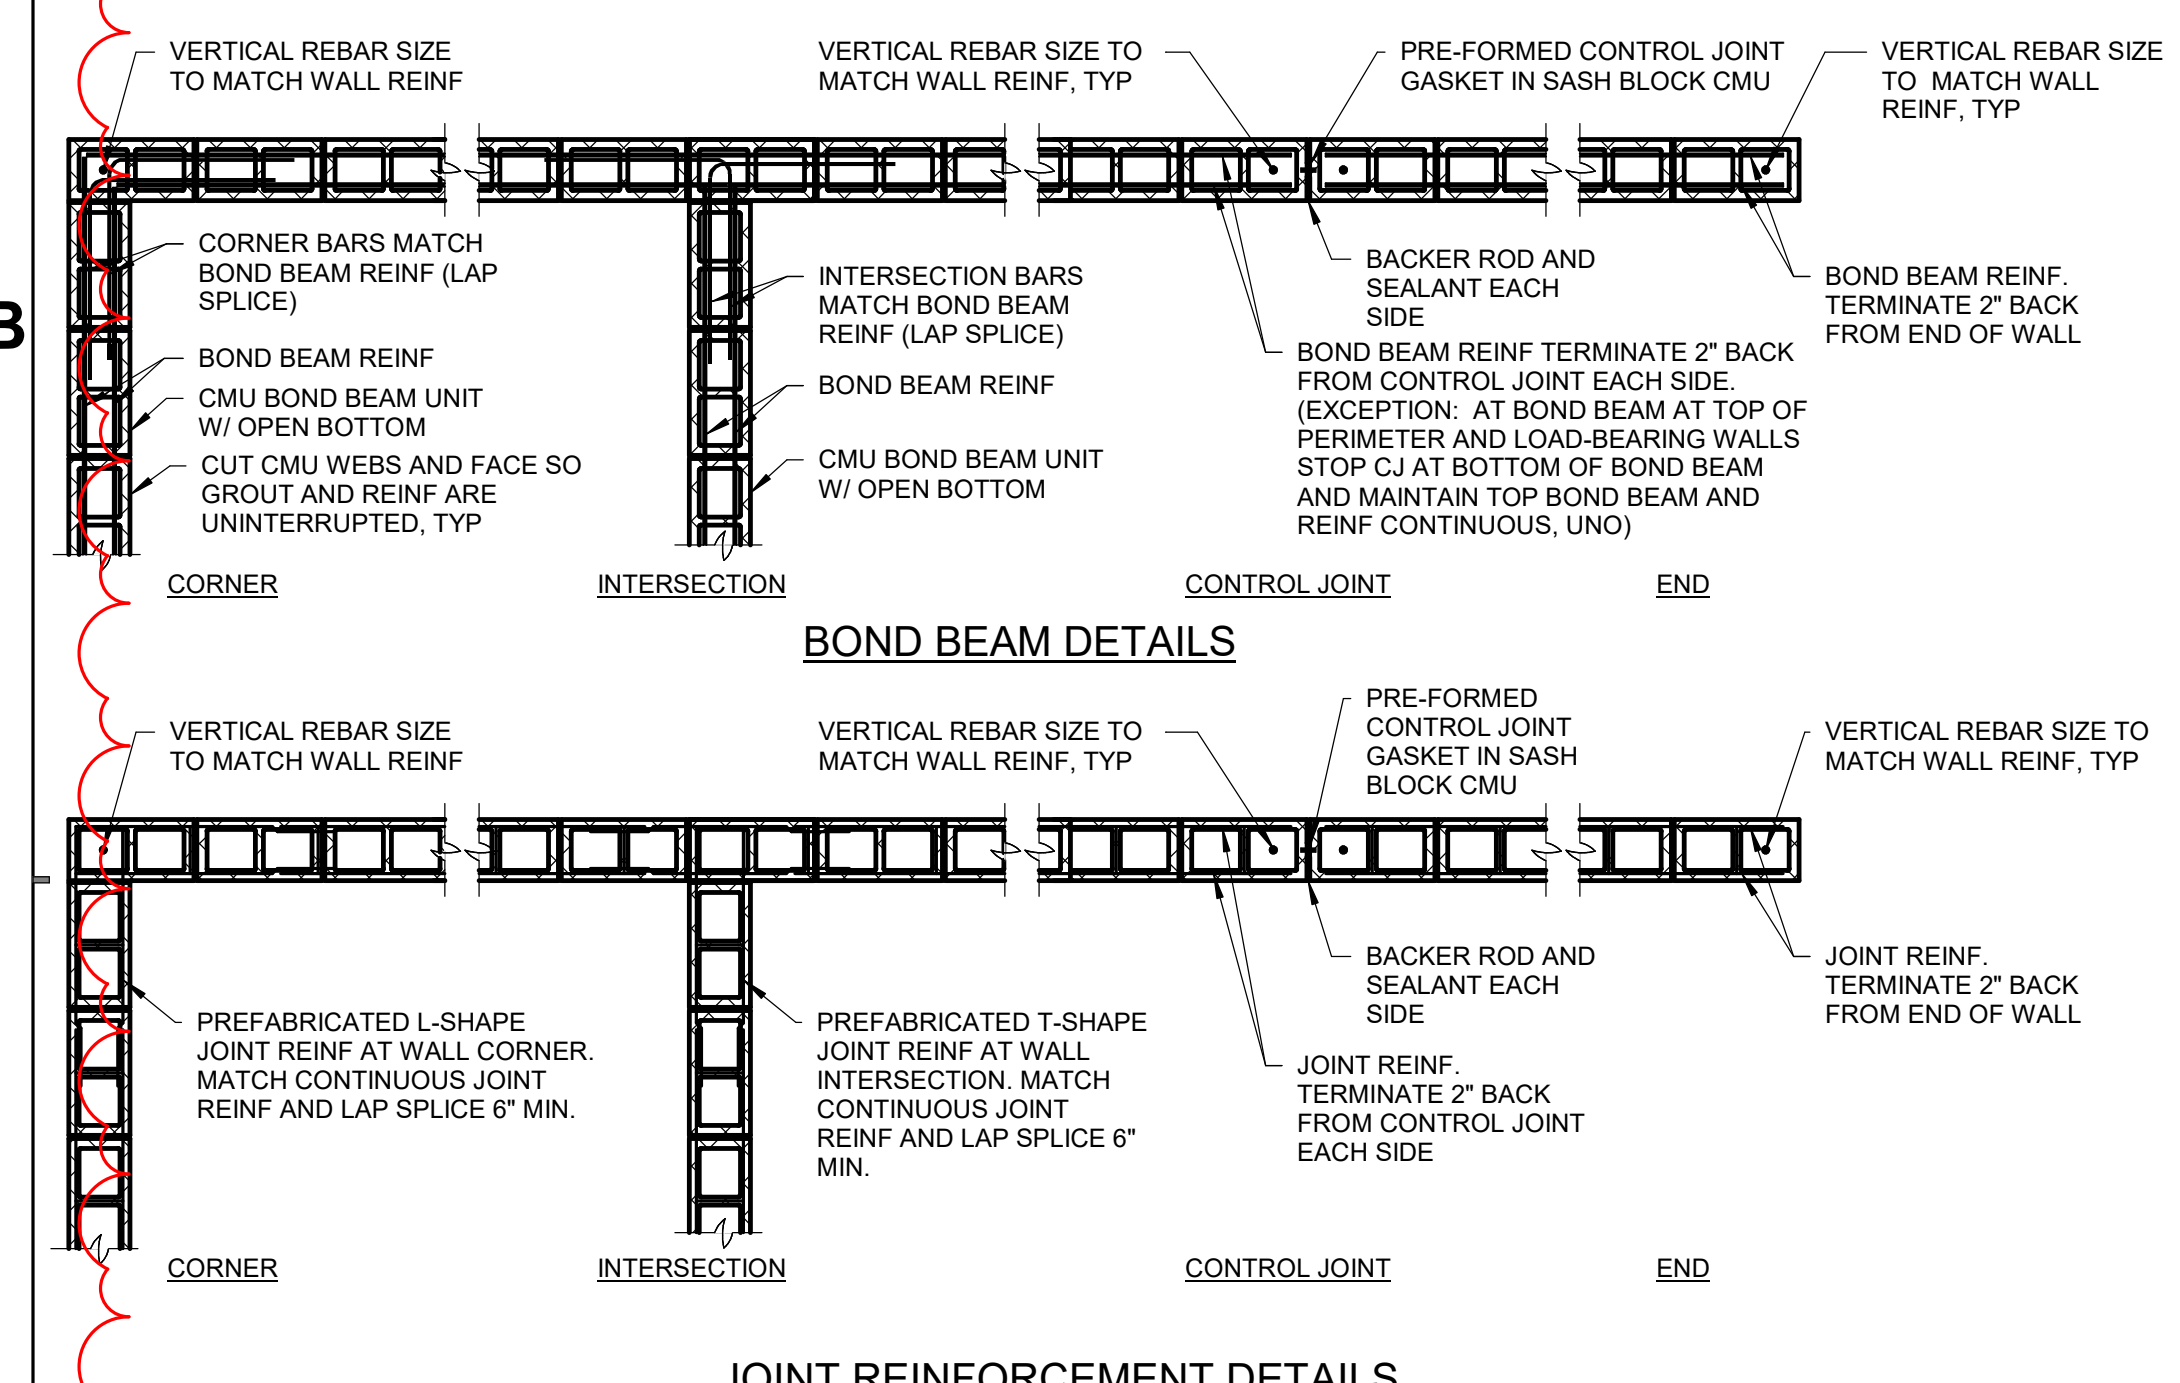 VERTICAL REBAR SIZE
TO MATCH WALL REINF
VERTICAL REBAR SIZE TO
MATCH WALL REINF, TYP
PRE-FORMED CONTROL JOINT
GASKET IN SASH BLOCK CMU
VERTICAL REBAR SIZE
TO MATCH WALL
REINF, TYP
B
CORNER BARS MATCH
BOND BEAM REINF (LAP
SPLICE)
BOND BEAM REINF
CMU BOND BEAM UNIT
W/ OPEN BOTTOM
CUT CMU WEBS AND FACE SO
GROUT AND REINF ARE
UNINTERRUPTED, TYP
INTERSECTION BARS
MATCH BOND BEAM
REINF (LAP SPLICE)
BOND BEAM REINF
CMU BOND BEAM UNIT
W/ OPEN BOTTOM
BACKER ROD AND
SEALANT EACH
SIDE
BOND BEAM REINF TERMINATE 2" BACK
FROM CONTROL JOINT EACH SIDE.
(EXCEPTION: AT BOND BEAM AT TOP OF
PERIMETER AND LOAD-BEARING WALLS
STOP CJ AT BOTTOM OF BOND BEAM
AND MAINTAIN TOP BOND BEAM AND
REINF CONTINUOUS, UNO)
BOND BEAM REINF.
TERMINATE 2" BACK
FROM END OF WALL
CORNER
INTERSECTION
CONTROL JOINT
END
BOND BEAM DETAILS
VERTICAL REBAR SIZE
TO MATCH WALL REINF
VERTICAL REBAR SIZE TO
MATCH WALL REINF, TYP
PRE-FORMED
CONTROL JOINT
GASKET IN SASH
BLOCK CMU
VERTICAL REBAR SIZE TO
MATCH WALL REINF, TYP
PREFABRICATED L-SHAPE
JOINT REINF AT WALL CORNER.
MATCH CONTINUOUS JOINT
REINF AND LAP SPLICE 6" MIN.
PREFABRICATED T-SHAPE
JOINT REINF AT WALL
INTERSECTION. MATCH
CONTINUOUS JOINT
REINF AND LAP SPLICE 6"
MIN.
BACKER ROD AND
SEALANT EACH
SIDE
JOINT REINF.
TERMINATE 2" BACK
FROM CONTROL JOINT
EACH SIDE
JOINT REINF.
TERMINATE 2" BACK
FROM END OF WALL
CORNER
INTERSECTION
CONTROL JOINT
END
JOINT REINFORCEMENT DETAILS